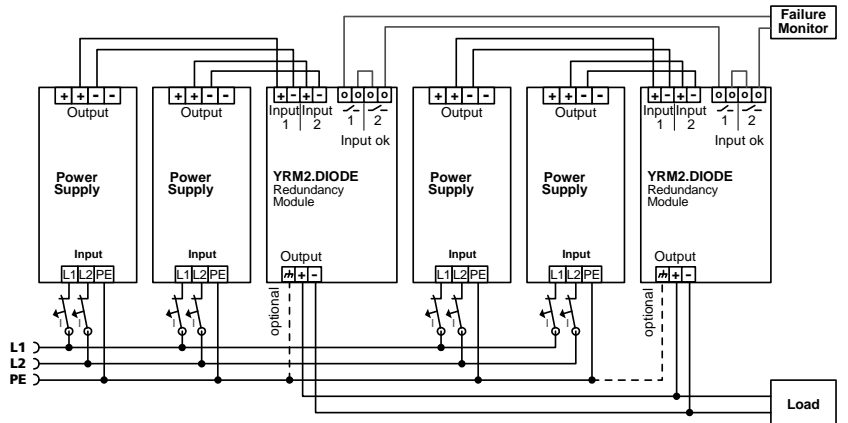 Failure
Monitor
+ + - -
Output
Power
Supply
Input
L1 L2 PE
+ + - -
Output
Power
Supply
Input
L1 L2 PE
+ - + -
Input Input
1 2
1 2
Input ok
YRM2.DIODE
Redundancy
Module
Output
+ -
optional
+ + - -
Output
Power
Supply
Input
L1 L2 PE
+ + - -
Output
Power
Supply
Input
L1 L2 PE
+ - + -
Input Input
1 2
1 2
Input ok
YRM2.DIODE
Redundancy
Module
Output
+ -
optional
L1
L2
PE
Load